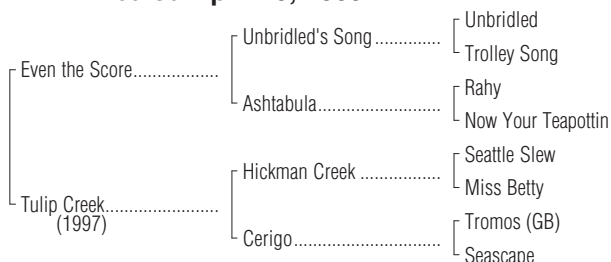 Unbridled
Unbridled's Song
Trolley Song
Even the Score
Rahy
Ashtabula
Now Your Teapottin
Seattle Slew
Hickman Creek
Miss Betty
Tulip Creek
(1997)
Tromos (GB)
Cerigo
Seascape